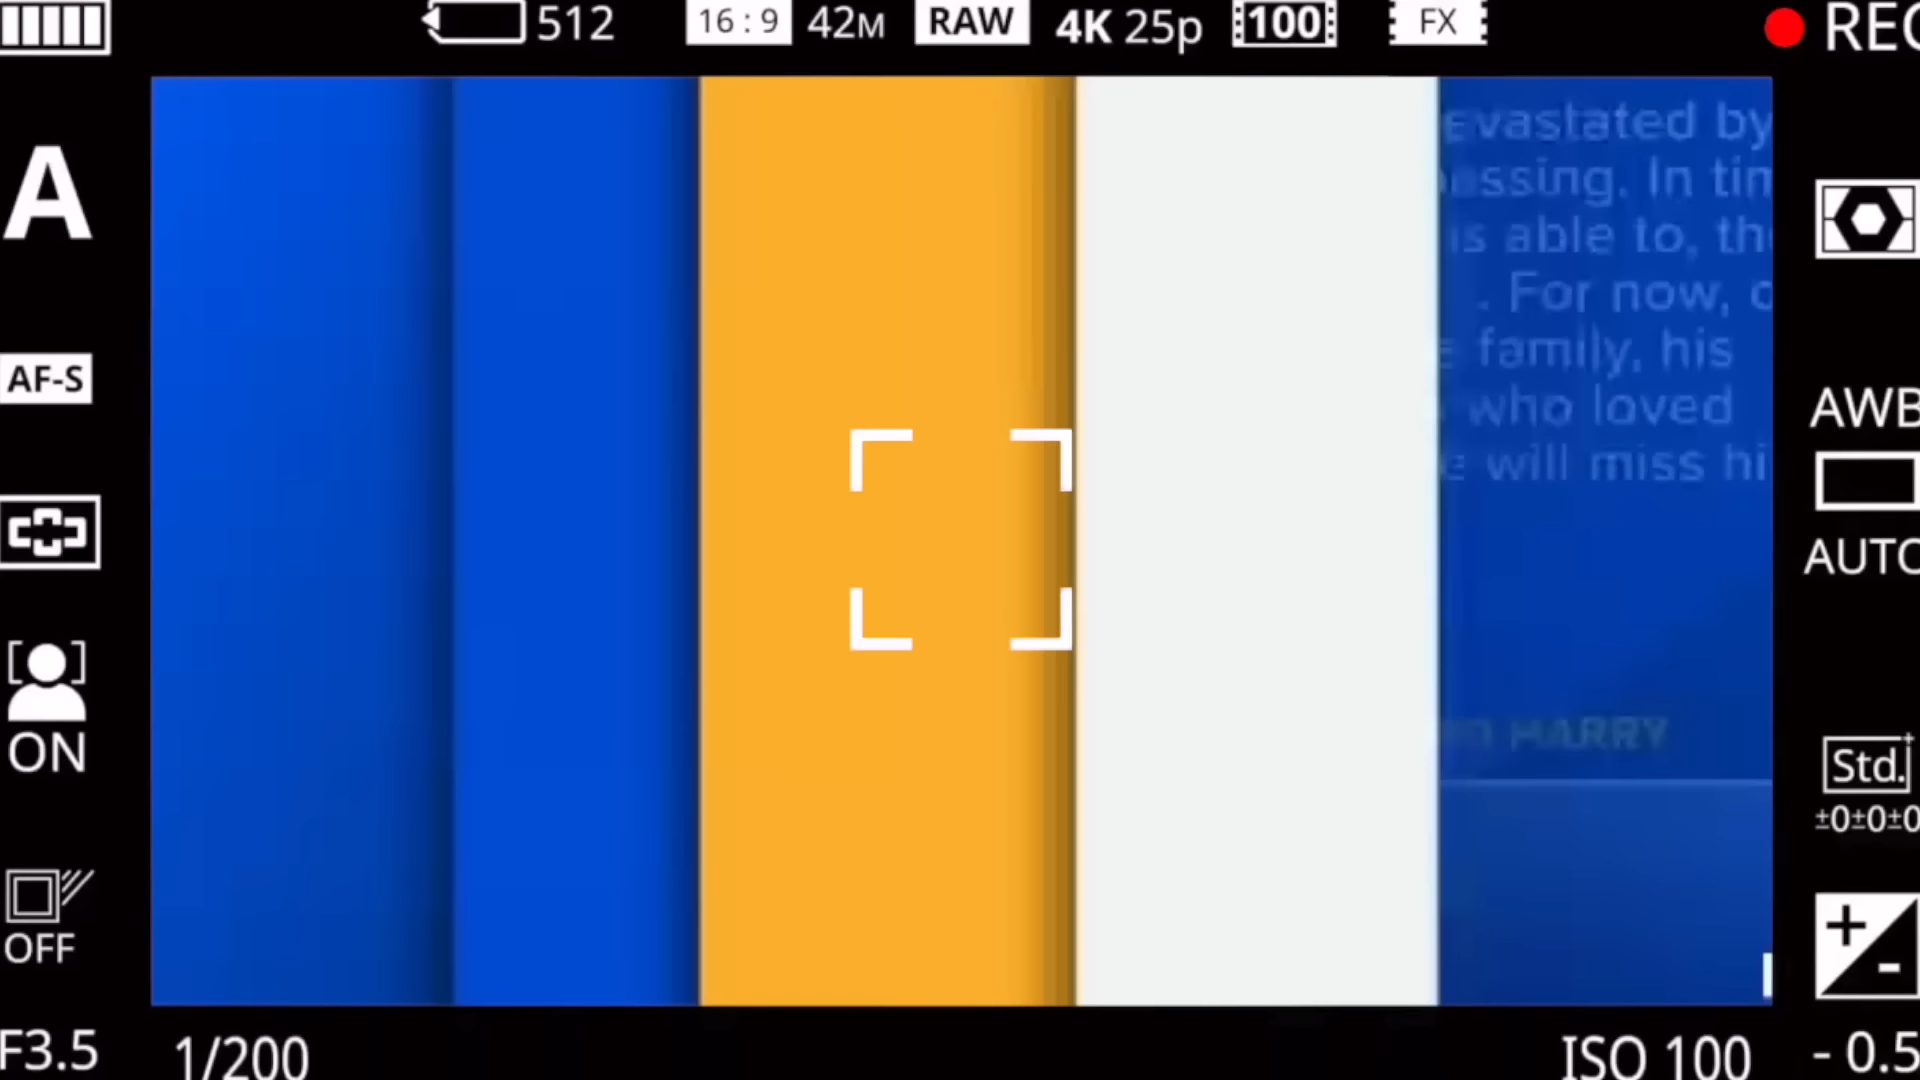 512 16:9 42M RAW 4K 25p 100 FX REC
A
AF-S
ON
OFF
F3.5 1/200
evastated by
assing. In tim
is able to, the
. For now, o
family, his
who loved
will miss hi
HARRY
AWB
AUTO
Std.+
±0±0±0
+ -
ISO 100 - 0.5